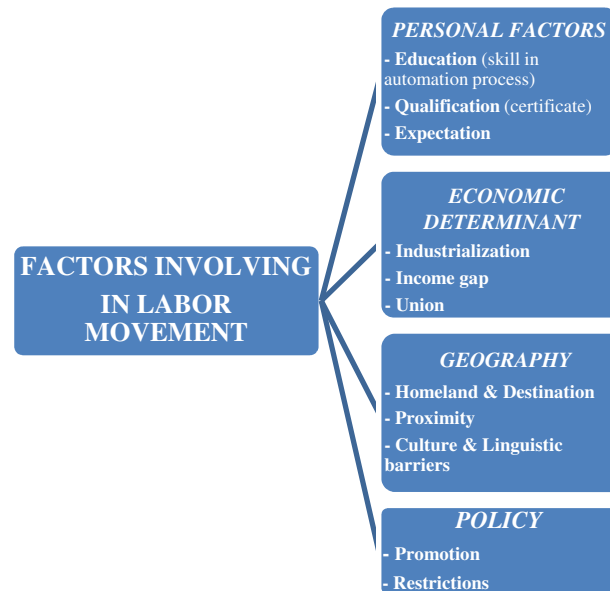 PERSONAL FACTORS
- Education (skill in
automation process)
- Qualification (certificate)
- Expectation
ECONOMIC
DETERMINANT
- Industrialization
- Income gap
- Union
FACTORS INVOLVING
IN LABOR
MOVEMENT
GEOGRAPHY
- Homeland & Destination
- Proximity
- Culture & Linguistic
barriers
POLICY
- Promotion
- Restrictions